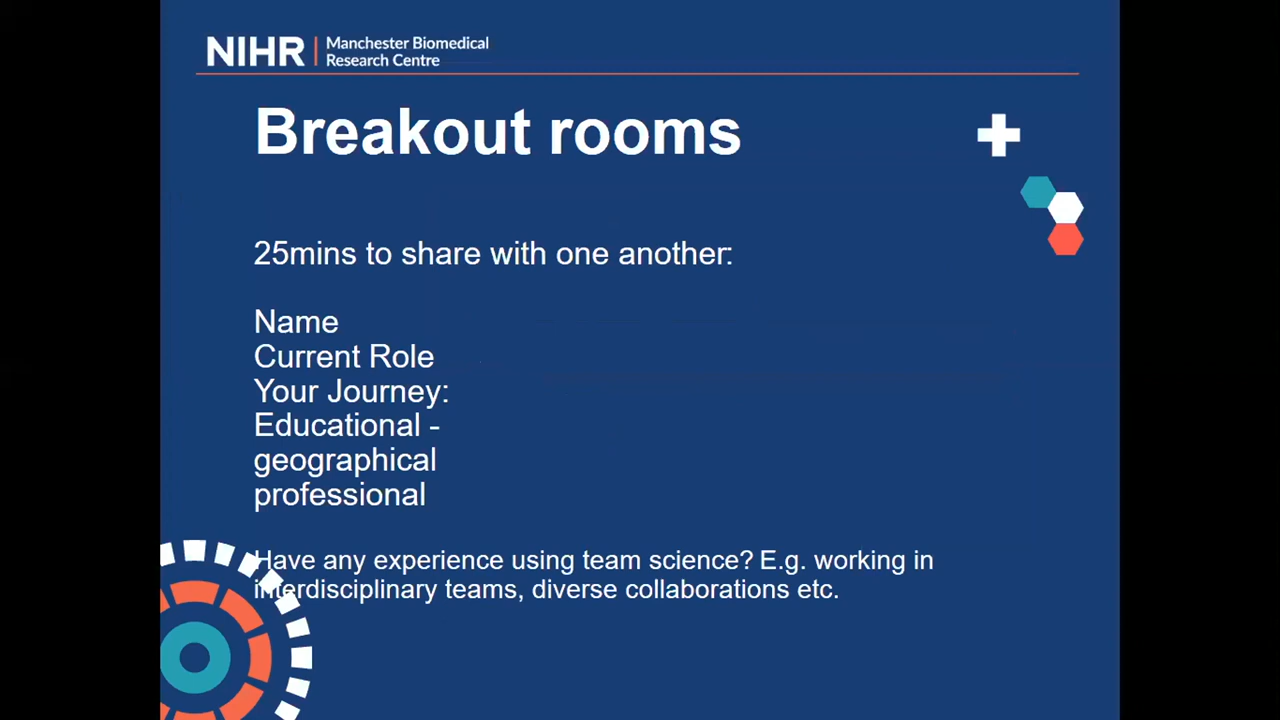 NIHR | Manchester Biomedical
Research Centre
Breakout rooms
25mins to share with one another:
Name
Current Role
Your Journey:
Educational -
geographical
professional
Have any experience using team science? E.g. working in
interdisciplinary teams, diverse collaborations etc.